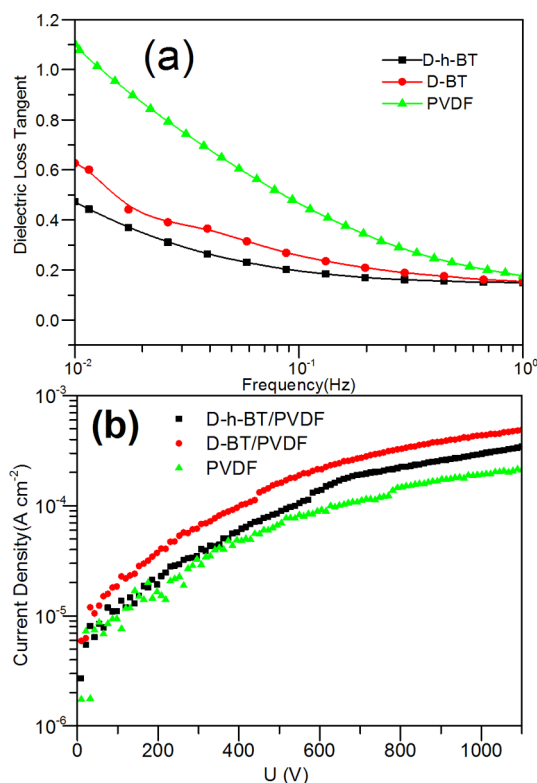 1.2
1.0
0.8
0.6
0.4
0.2
0.0
Dielectric Loss Tangent
(a)
D-h-BT
D-BT
PVDF
10⁻² 10⁻¹ 10⁰
Frequency(Hz)
10⁻³
10⁻⁴
10⁻⁵
10⁻⁶
Current Density(A cm⁻²)
(b)
D-h-BT/PVDF
D-BT/PVDF
PVDF
0 200 400 600 800 1000
U (V)